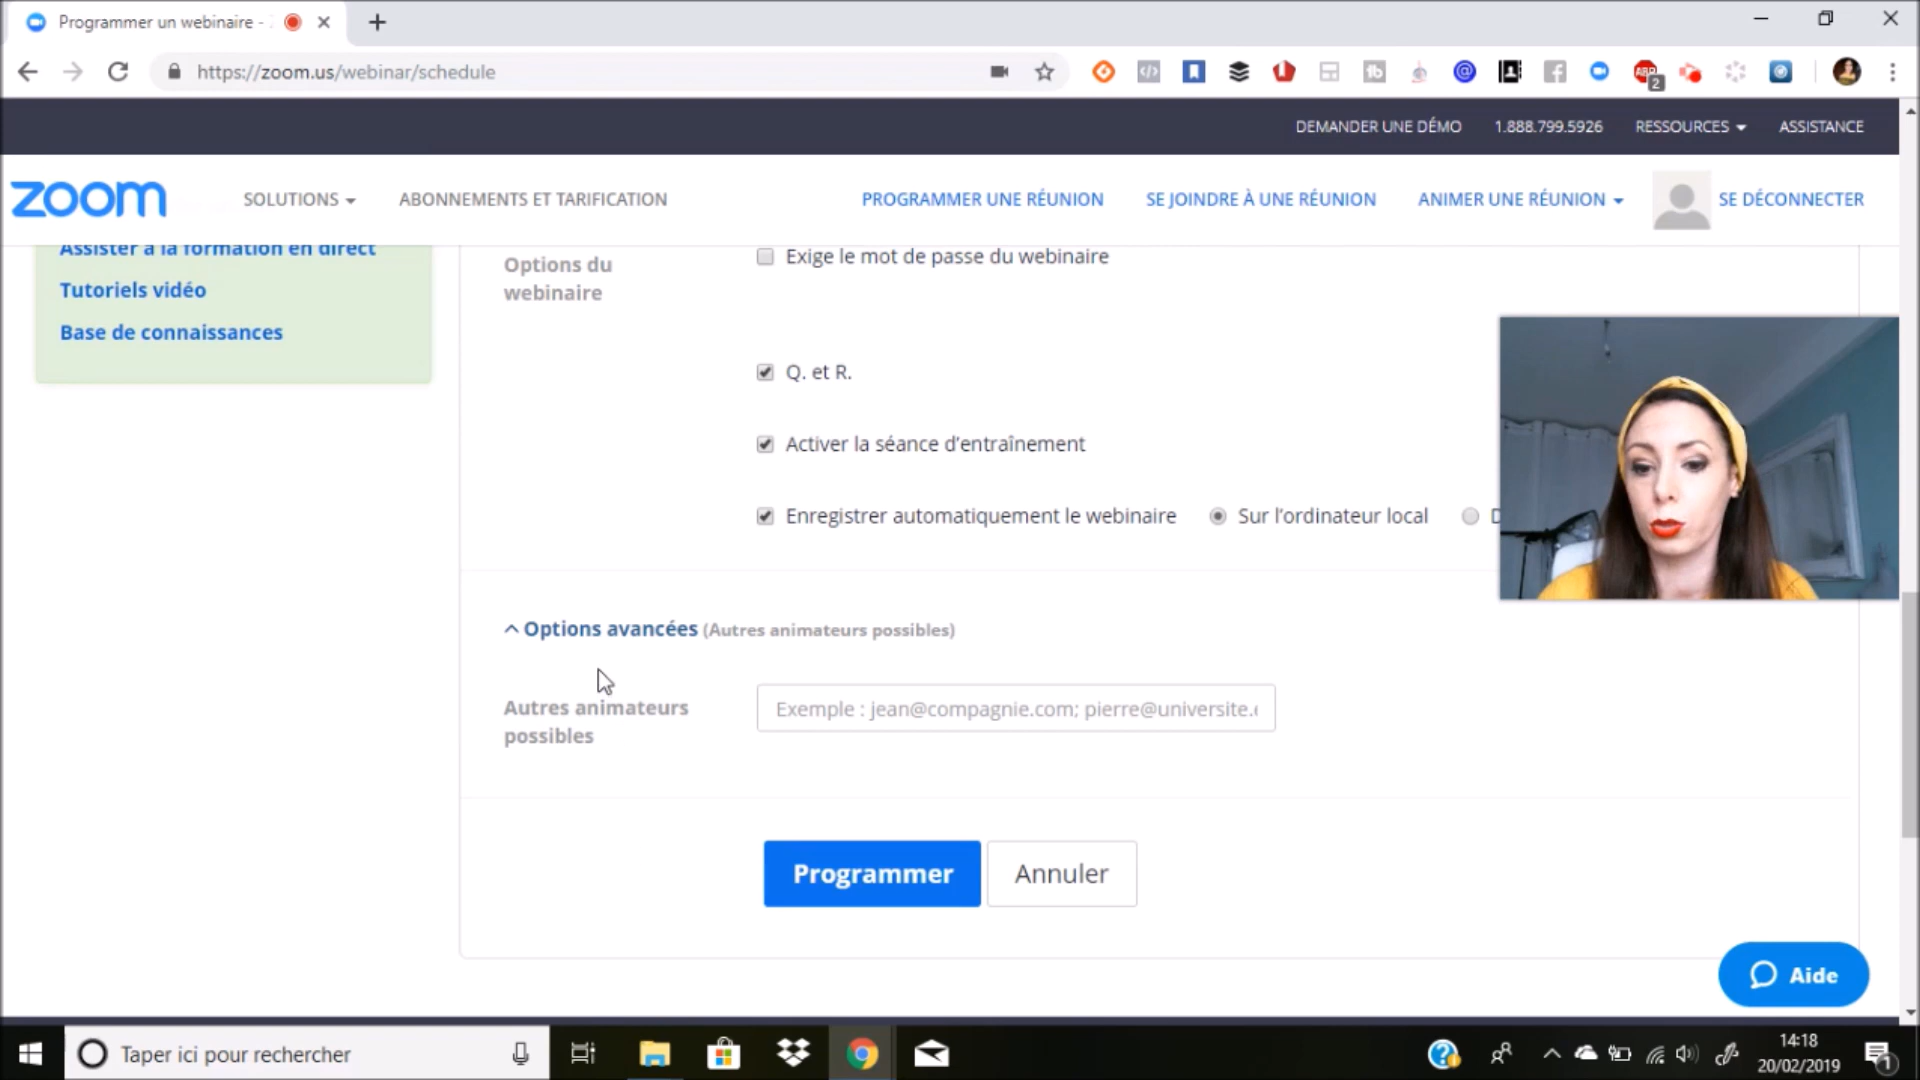 Programmer un webinaire -
https://zoom.us/webinar/schedule
ABP
2
DEMANDER UNE DÉMO 1.888.799.5926 RESSOURCES ASSISTANCE
zoom SOLUTIONS ABONNEMENTS ET TARIFICATION PROGRAMMER UNE RÉUNION SE JOINDRE À UNE RÉUNION ANIMER UNE RÉUNION SE DÉCONNECTER
Assister à la formation en direct
Tutoriels vidéo
Base de connaissances
Options du
webinaire
Exige le mot de passe du webinaire
Q. et R.
Activer la séance d'entraînement
Enregistrer automatiquement le webinaire Sur l'ordinateur local
Options avancées (Autres animateurs possibles)
Autres animateurs
possibles
Exemple : jean@compagnie.com; pierre@universite.
Programmer Annuler
Aide
Taper ici pour rechercher
14:18
20/02/2019
1